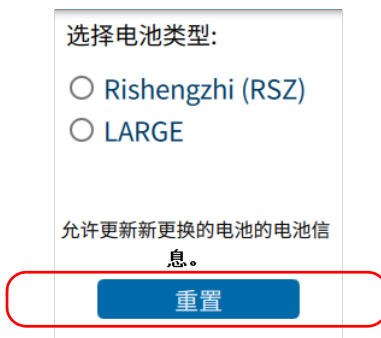 选择电池类型:
Rishengzhi (RSZ)
LARGE
允许更新新更换的电池的电池信
息。
重置